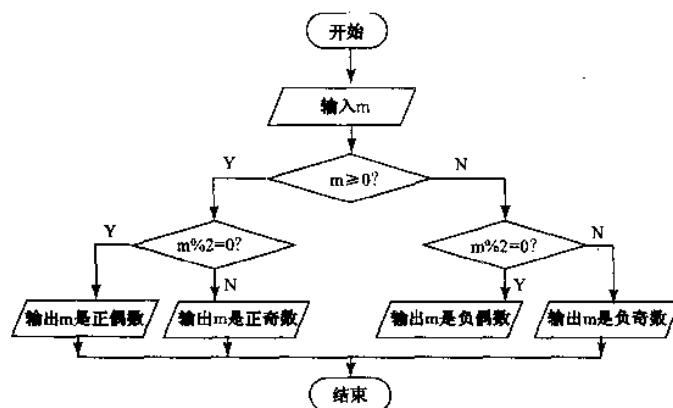 开始
输入m
Y
m≥0?
N
Y
m%2=0?
m%2=0?
N
N
Y
输出m是正偶数
输出m是正奇数
输出m是负偶数
输出m是负奇数
结束